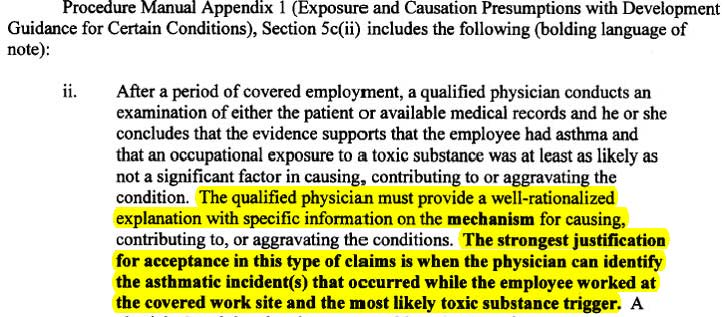 Procedure Manual Appendix 1 (Exposure and Causation Presumptions with Development
Guidance for Certain Conditions), Section 5c(ii) includes the following (bolding language of
note):
ii. After a period of covered employment, a qualified physician conducts an
examination of either the patient or available medical records and he or she
concludes that the evidence supports that the employee had asthma and
that an occupational exposure to a toxic substance was at least as likely as
not a significant factor in causing, contributing to or aggravating the
condition. The qualified physician must provide a well-rationalized
explanation with specific information on the mechanism for causing,
contributing to, or aggravating the conditions. The strongest justification
for acceptance in this type of claims is when the physician can identify
the asthmatic incident(s) that occurred while the employee worked at
the covered work site and the most likely toxic substance trigger. A